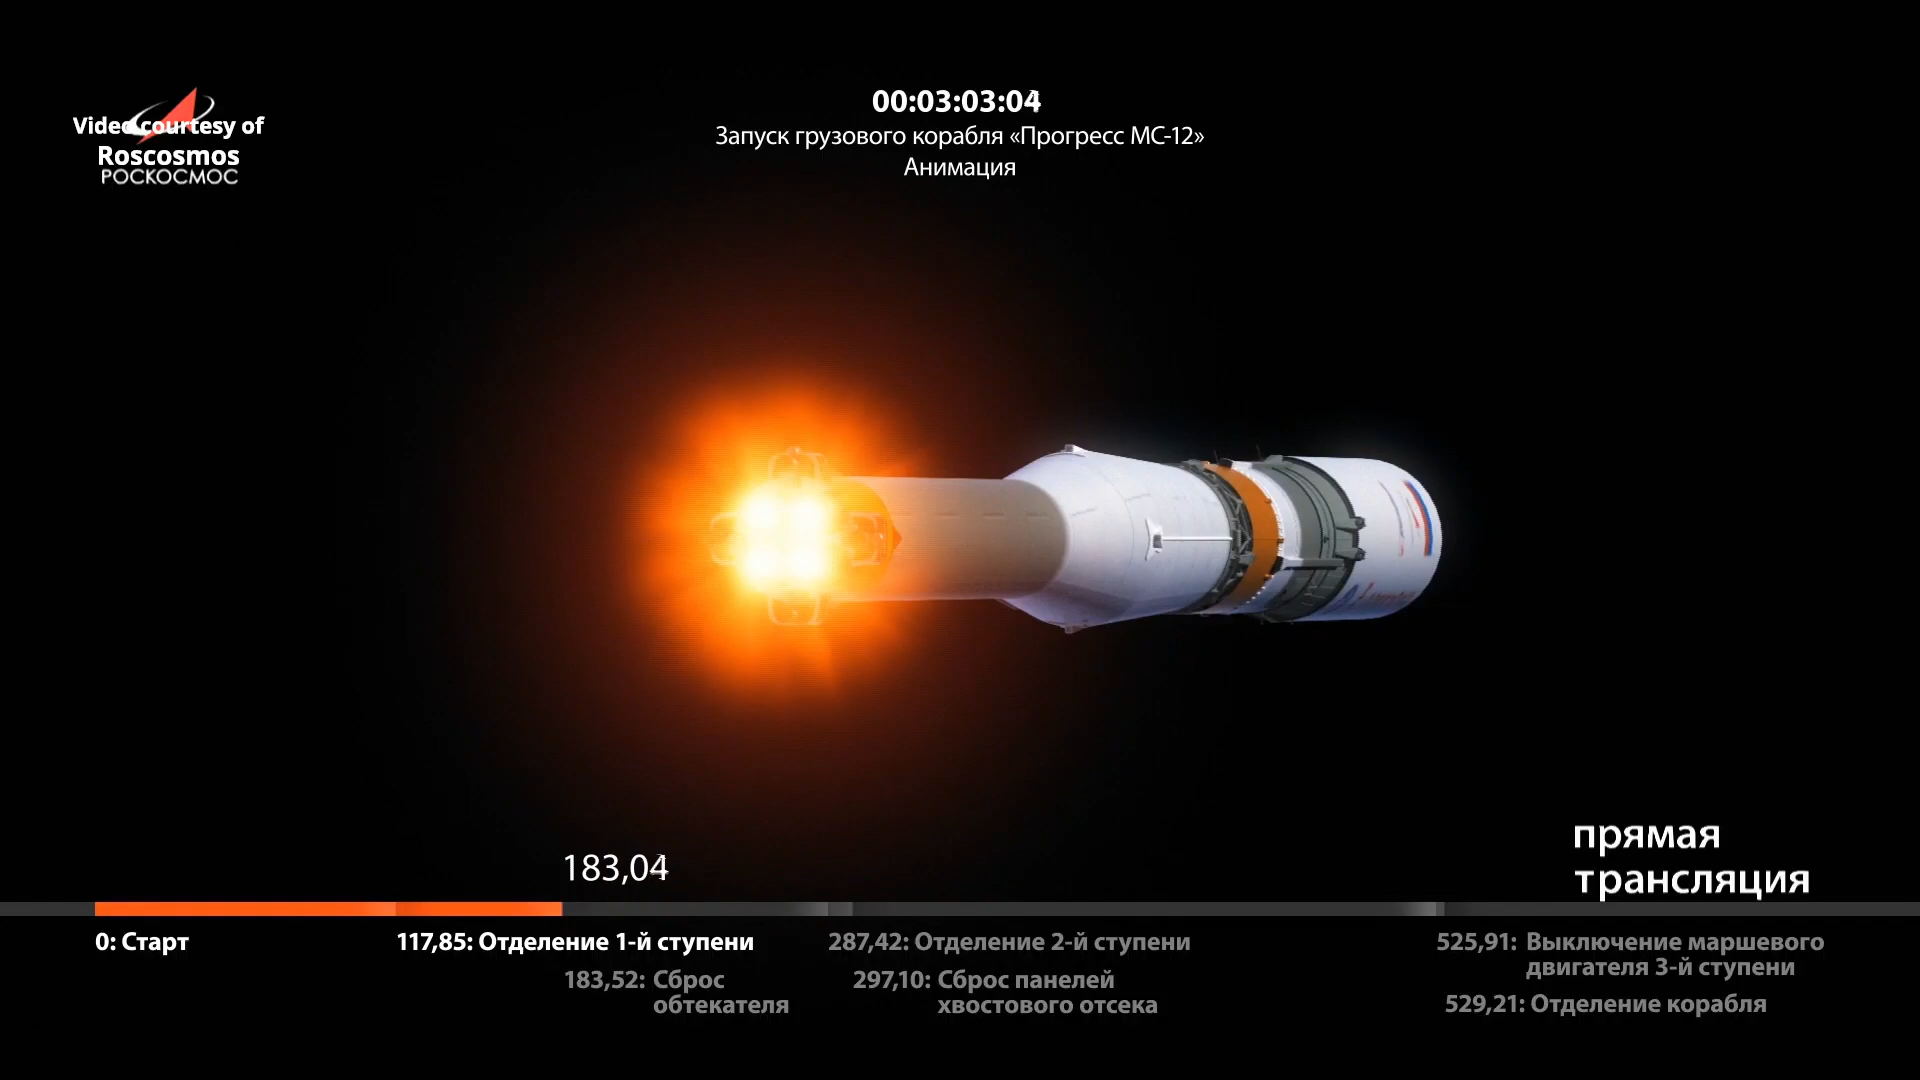 Video courtesy of
Roscosmos
РОСКОСМОС
00:03:03:04
Запуск грузового корабля «Прогресс МС-12»
Анимация
183,04
прямая
трансляция
0: Старт
117,85: Отделение 1-й ступени
183,52: Сброс
обтекателя
287,42: Отделение 2-й ступени
297,10: Сброс панелей
хвостового отсека
525,91: Выключение маршевого
двигателя 3-й ступени
529,21: Отделение корабля